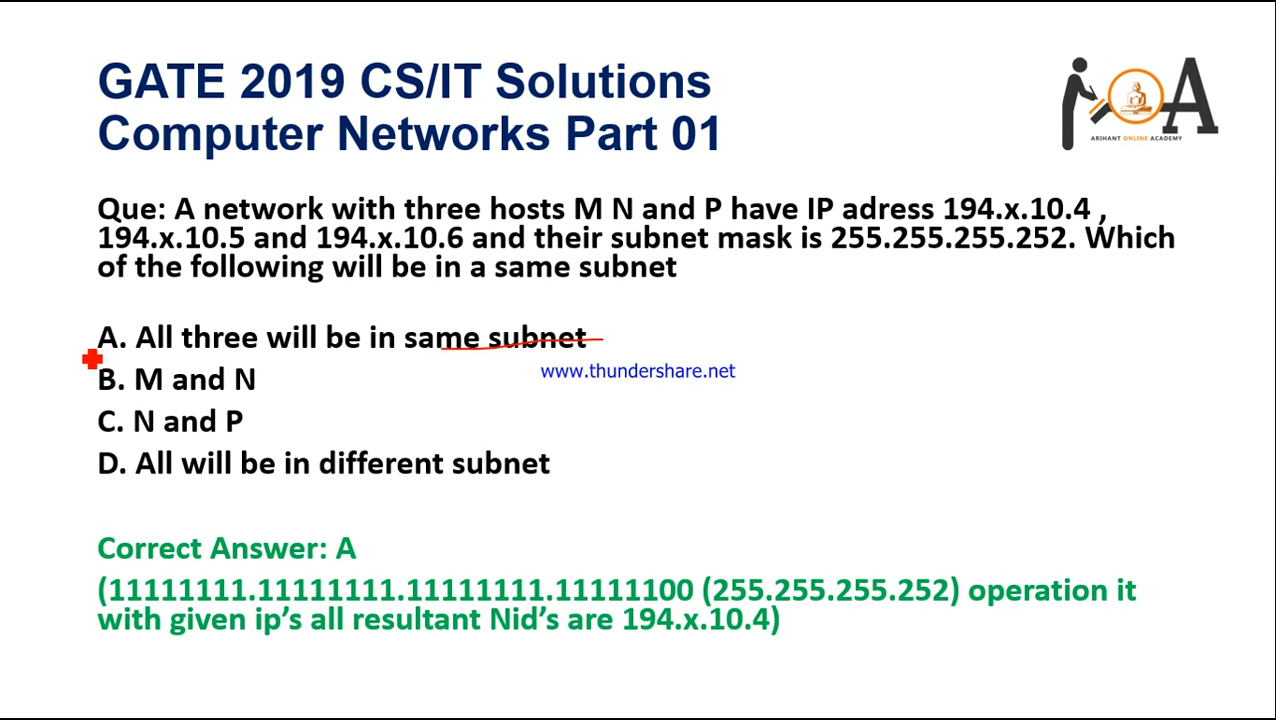 GATE 2019 CS/IT Solutions
Computer Networks Part 01
ARIHANT ONLINE ACADEMY
Que: A network with three hosts M N and P have IP adress 194.x.10.4 ,
194.x.10.5 and 194.x.10.6 and their subnet mask is 255.255.255.252. Which
of the following will be in a same subnet
A. All three will be in same subnet
www.thundershare.net
B. M and N
C. N and P
D. All will be in different subnet
Correct Answer: A
(11111111.11111111.11111111.11111100 (255.255.255.252) operation it
with given ip’s all resultant Nid’s are 194.x.10.4)